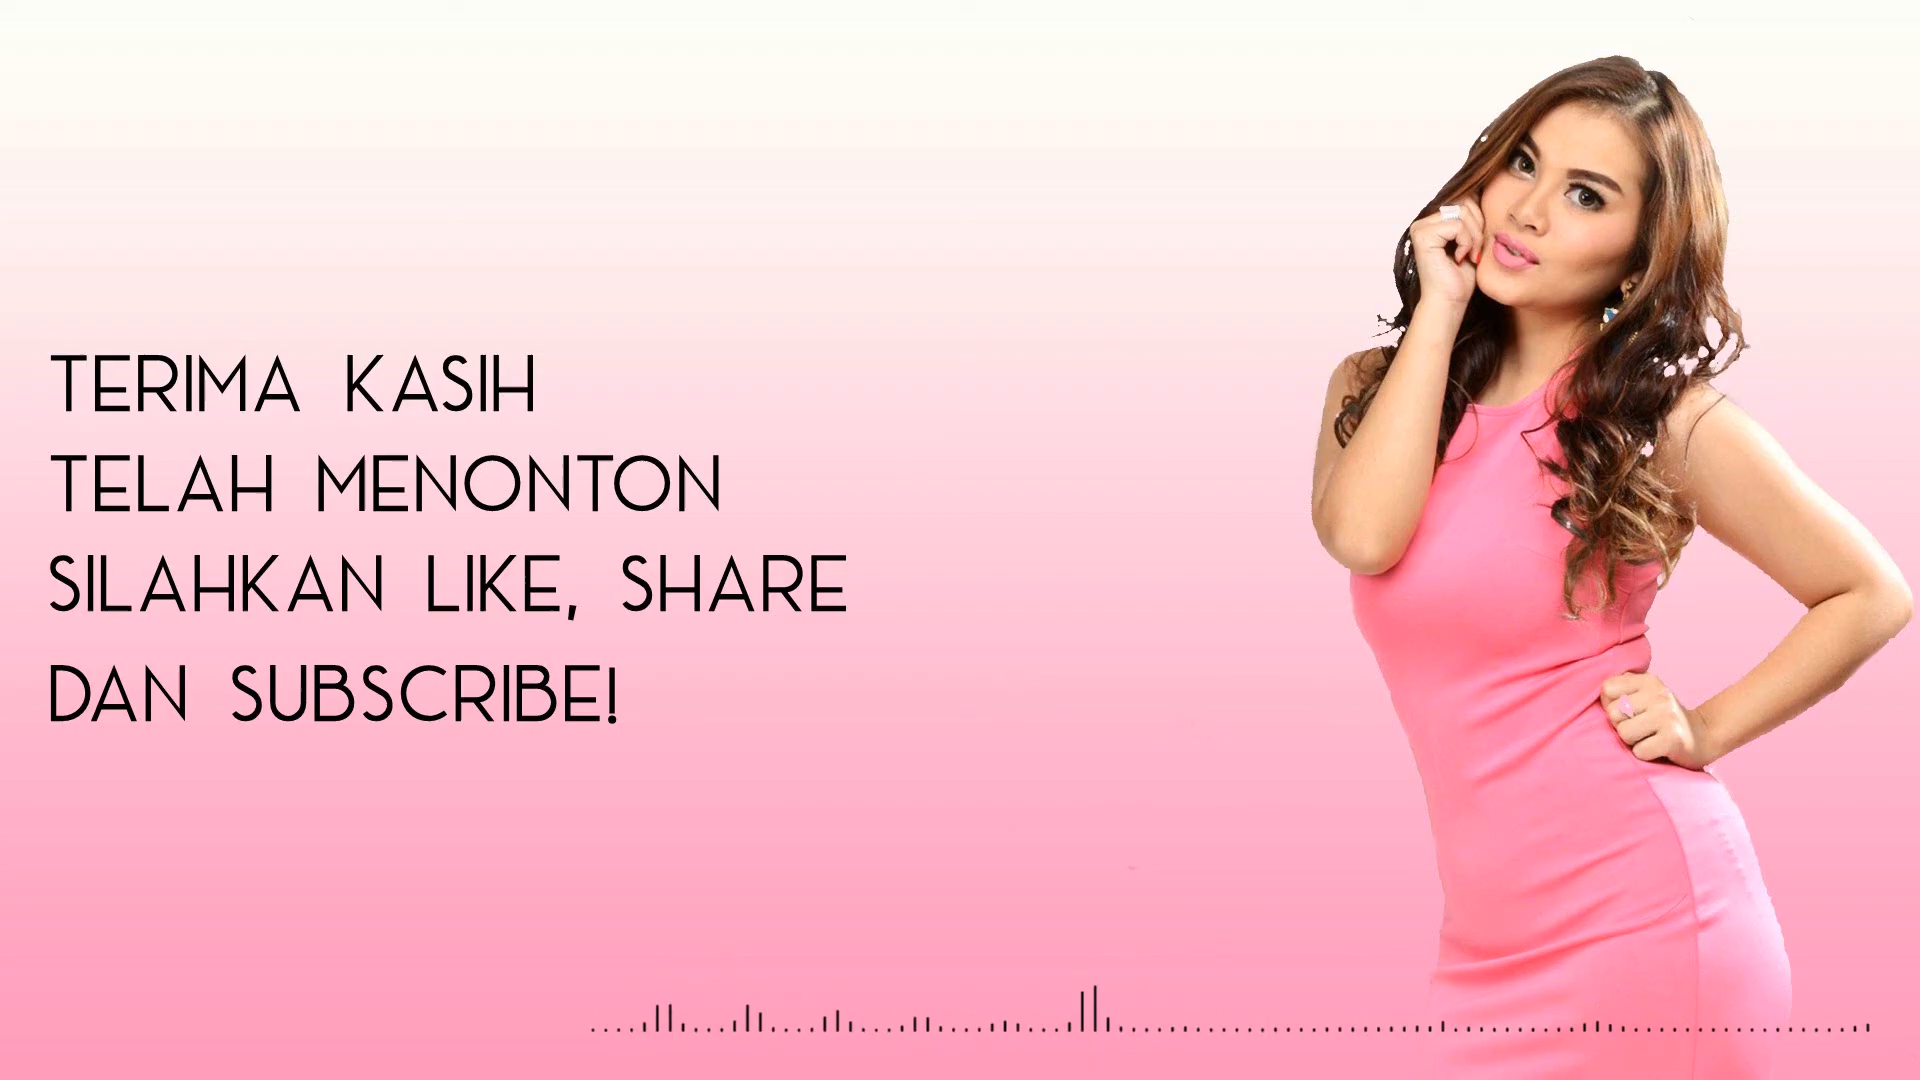 TERIMA KASIH
TELAH MENONTON
SILAHKAN LIKE, SHARE
DAN SUBSCRIBE!